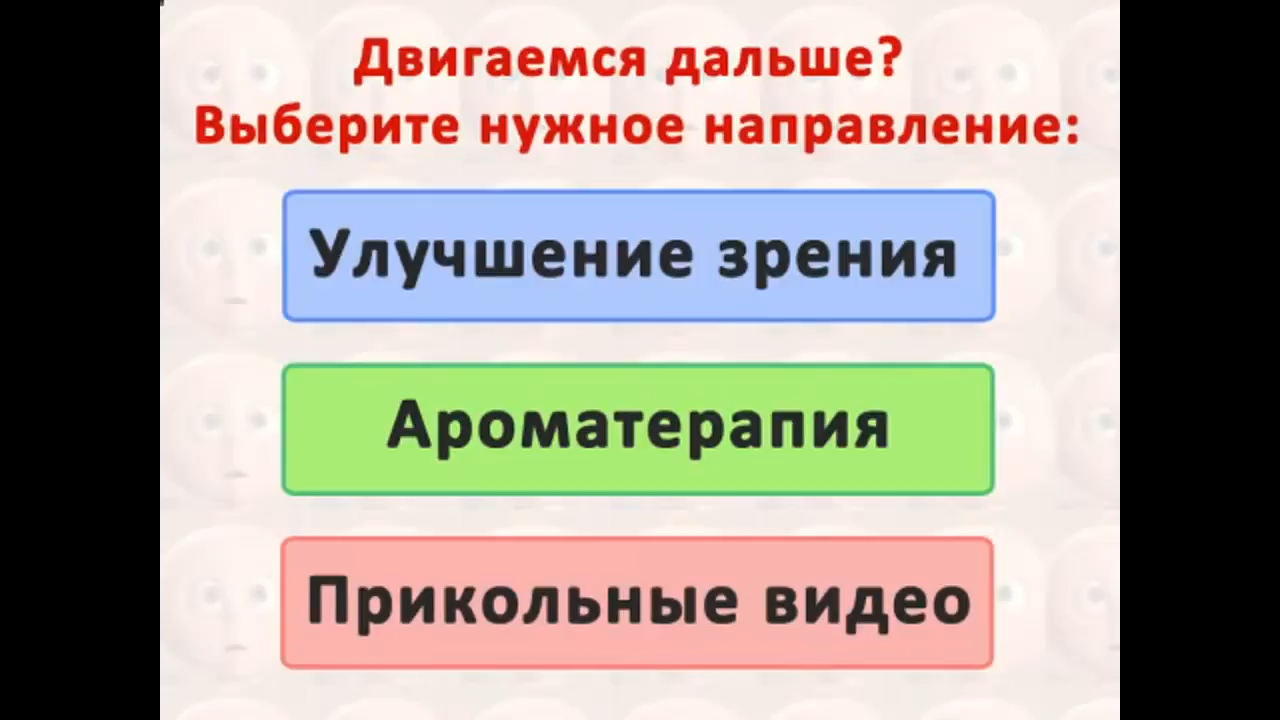 Двигаемся дальше?
Выберите нужное направление:
Улучшение зрения
Ароматерапия
Прикольные видео